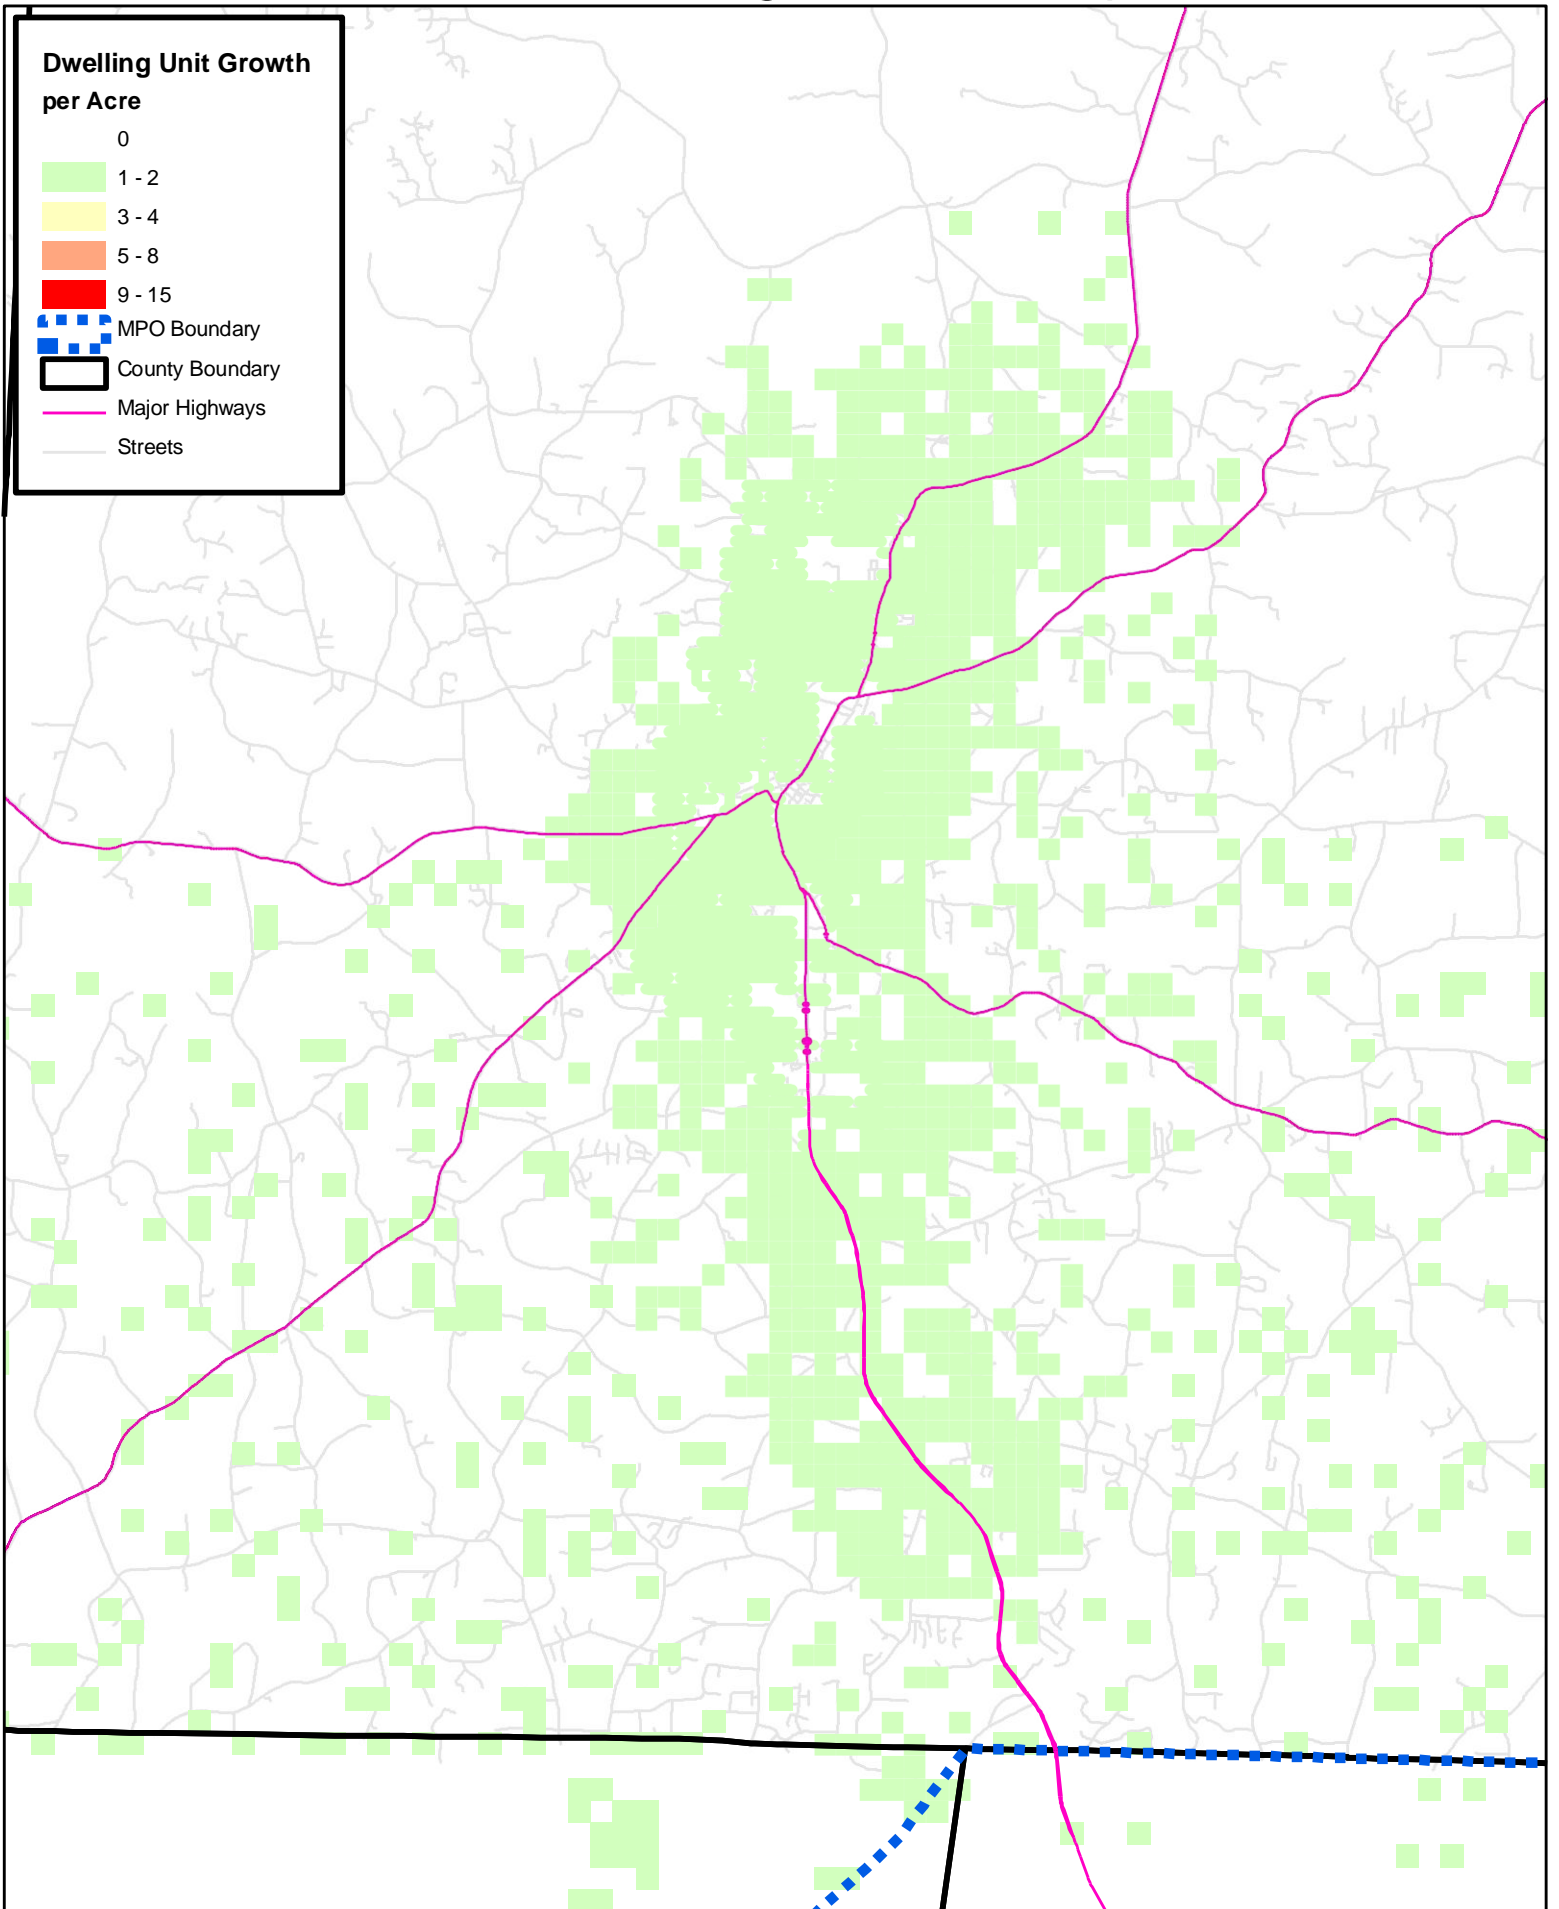 Dwelling Unit Growth
per Acre
0
1 - 2
3 - 4
5 - 8
9 - 15
MPO Boundary
County Boundary
Major Highways
Streets